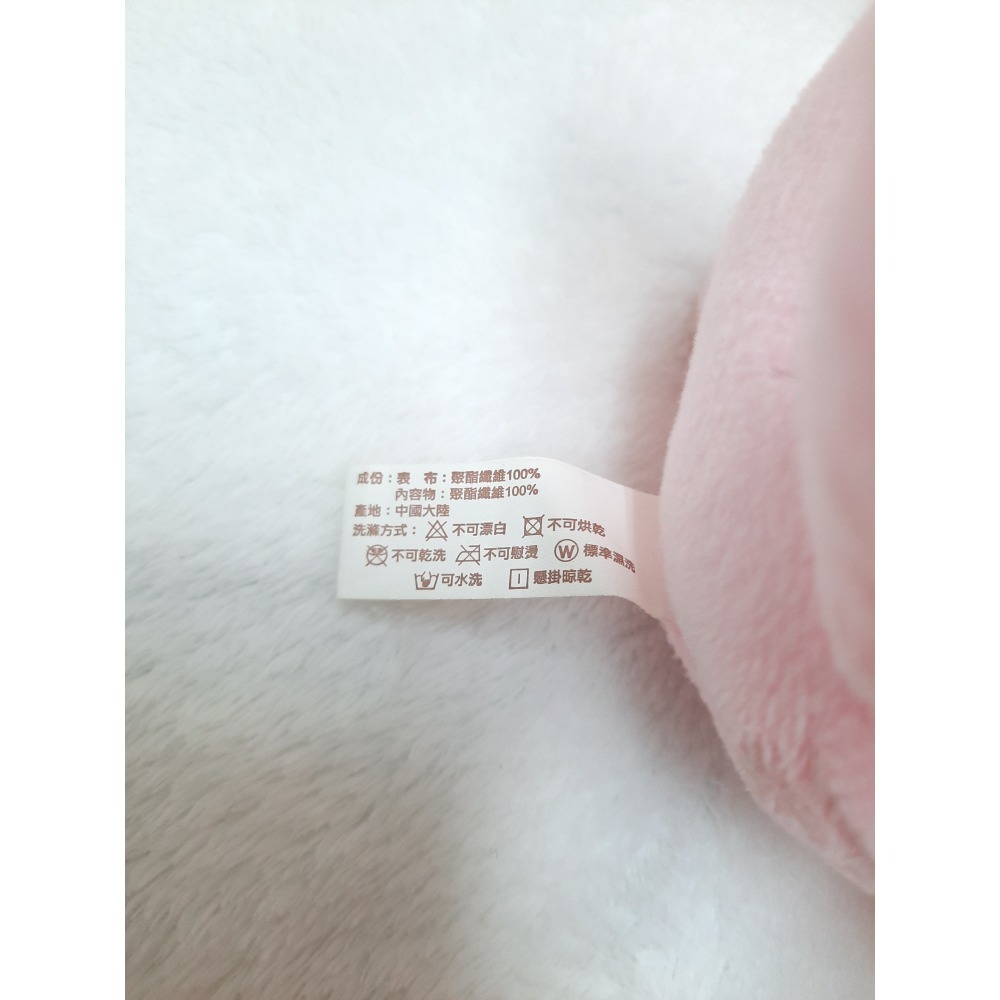 成份：表　布：聚酯纖維100%
內容物：聚酯纖維100%
產地：中國大陸
洗滌方式： 不可漂白 不可烘乾
不可乾洗 不可熨燙 W 標準濕洗
可水洗 懸掛晾乾